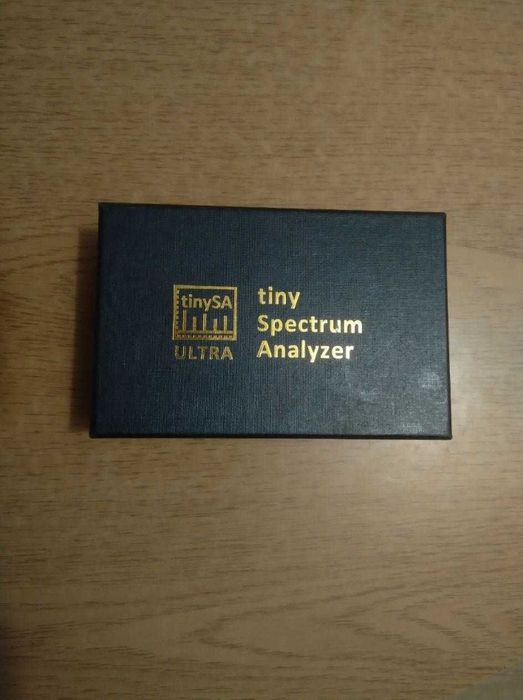 tinySA
ULTRA
tiny
Spectrum
Analyzer